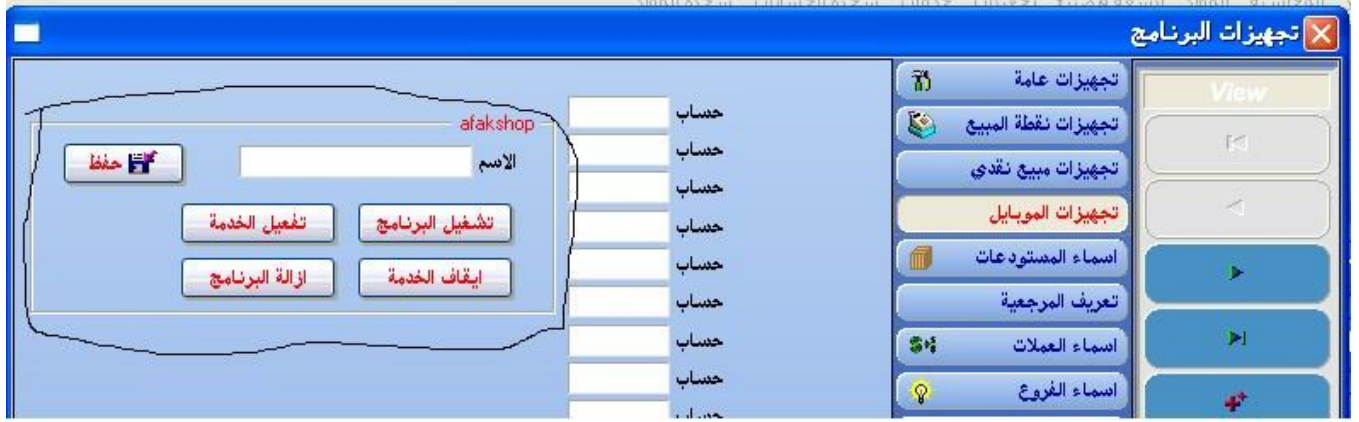 تجهيزات البرنامج
View
تجهيزات عامة
تجهيزات نقطة المبيع
تجهيزات مبيع نقدي
تجهيزات الموبايل
اسماء المستودعات
تعريف المرجعية
اسماء العملات
اسماء الفروع
حساب
حساب
حساب
حساب
حساب
حساب
حساب
حساب
afakshop
الاسم
حفظ
تشغيل البرنامج تفعيل الخدمة
ايقاف الخدمة ازالة البرنامج